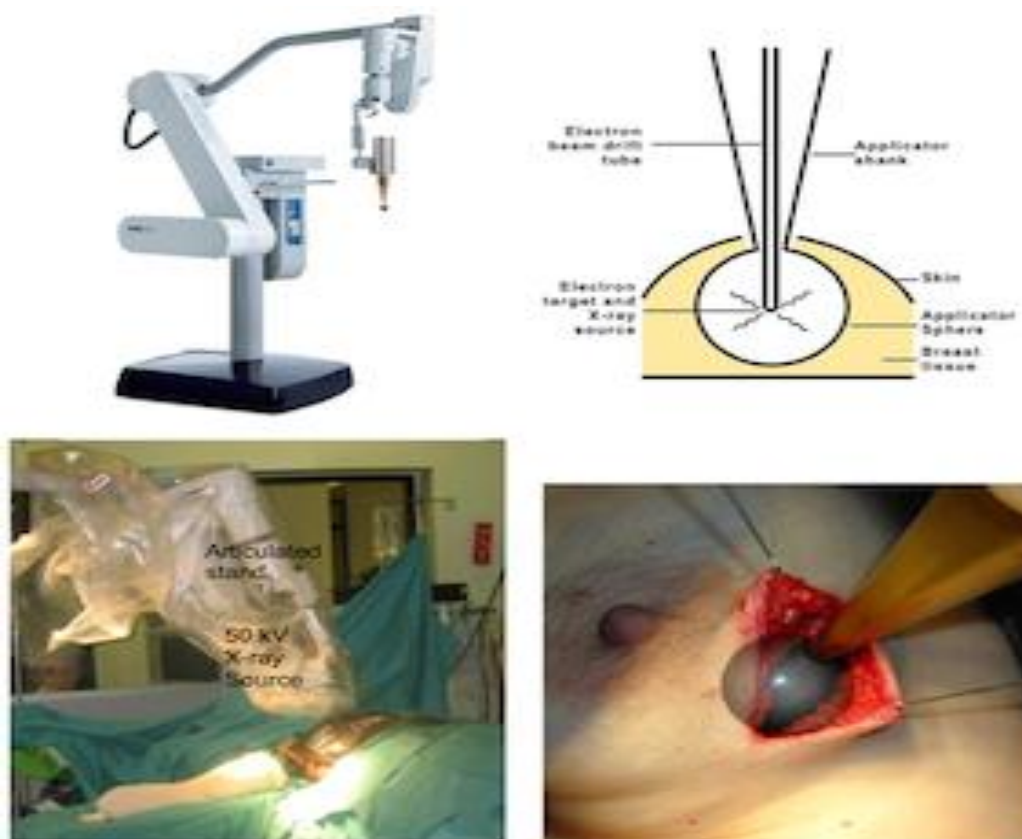 Electron
beam drift
tube
Applicator
shank
Electron
target and
X-ray
source
Skin
Applicator
Sphere
Breast
tissue
Articulated
stand
50 kV
X-ray
Source